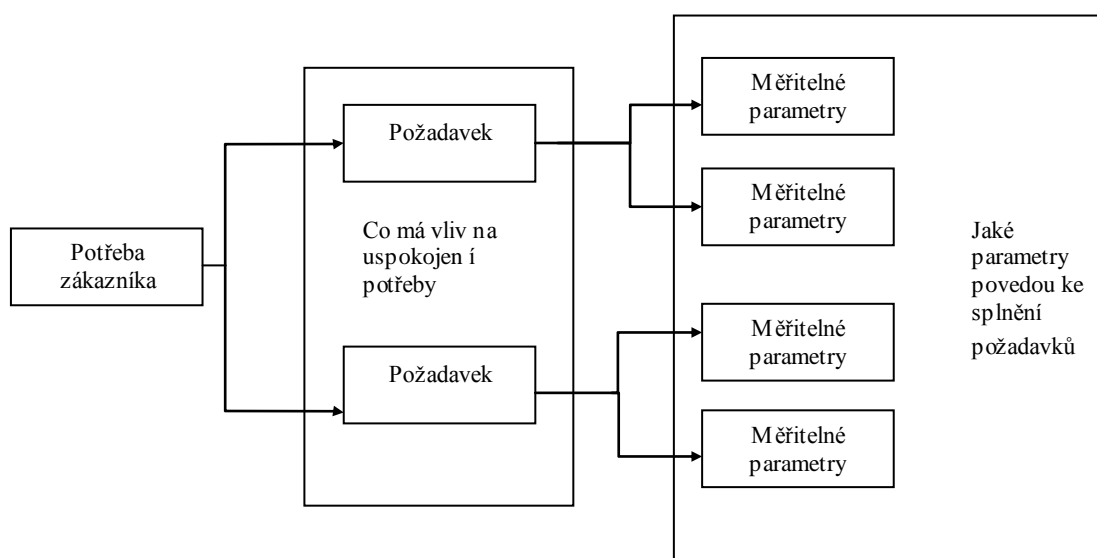 Potřeba
zákazníka
Požadavek
Co má vliv na
uspokojen í
potřeby
Požadavek
Měřitelné
parametry
Měřitelné
parametry
Měřitelné
parametry
Měřitelné
parametry
Jaké
parametry
povedou ke
splnění
požadavků